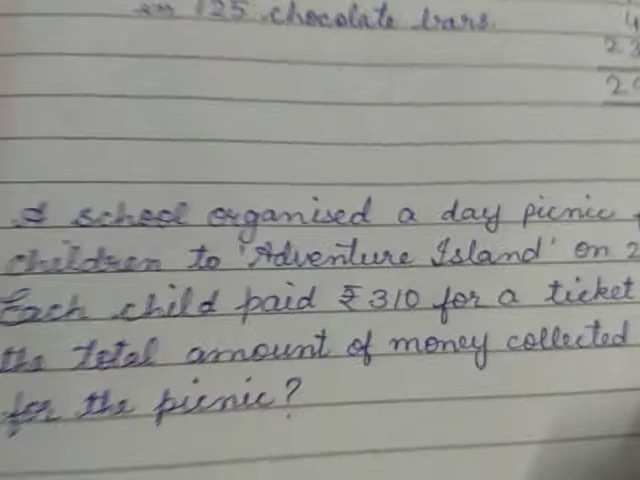 125 chocolate bars.
school organised a day picnic
children to 'Adventure Island' on 2
Each child paid ₹310 for a ticket
the total amount of money collected
for the picnic?